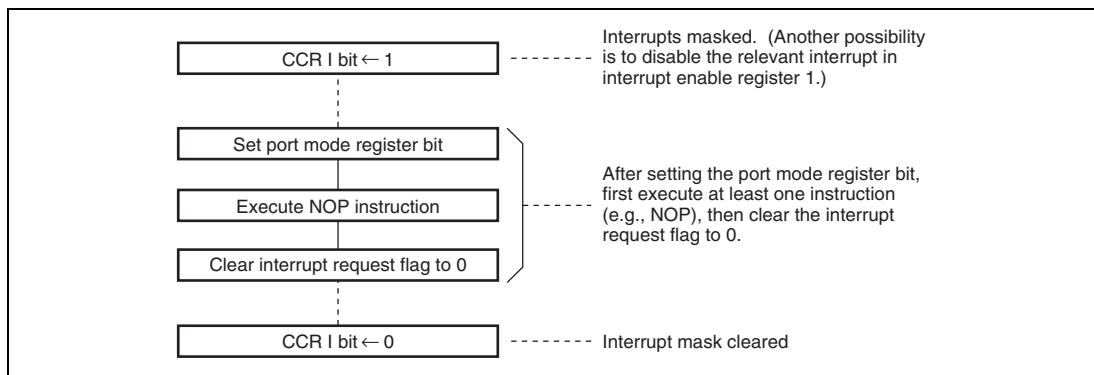 CCR I bit ← 1
Interrupts masked. (Another possibility
is to disable the relevant interrupt in
interrupt enable register 1.)
Set port mode register bit
Execute NOP instruction
Clear interrupt request flag to 0
After setting the port mode register bit,
first execute at least one instruction
(e.g., NOP), then clear the interrupt
request flag to 0.
CCR I bit ← 0
Interrupt mask cleared